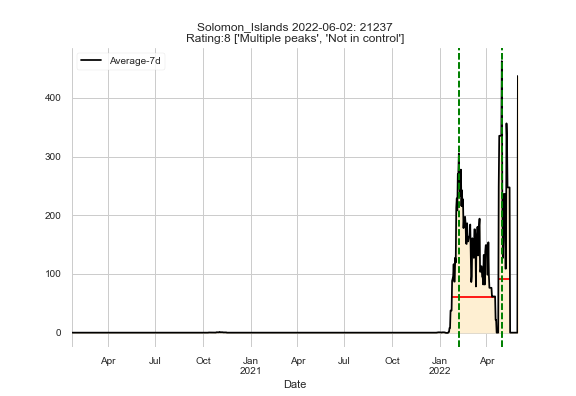 Solomon_Islands 2022-06-02: 21237
Rating:8 ['Multiple peaks', 'Not in control']
Average-7d
400
300
200
100
0
Apr
Jul
Oct
Jan
2021
Apr
Jul
Oct
Jan
2022
Apr
Date